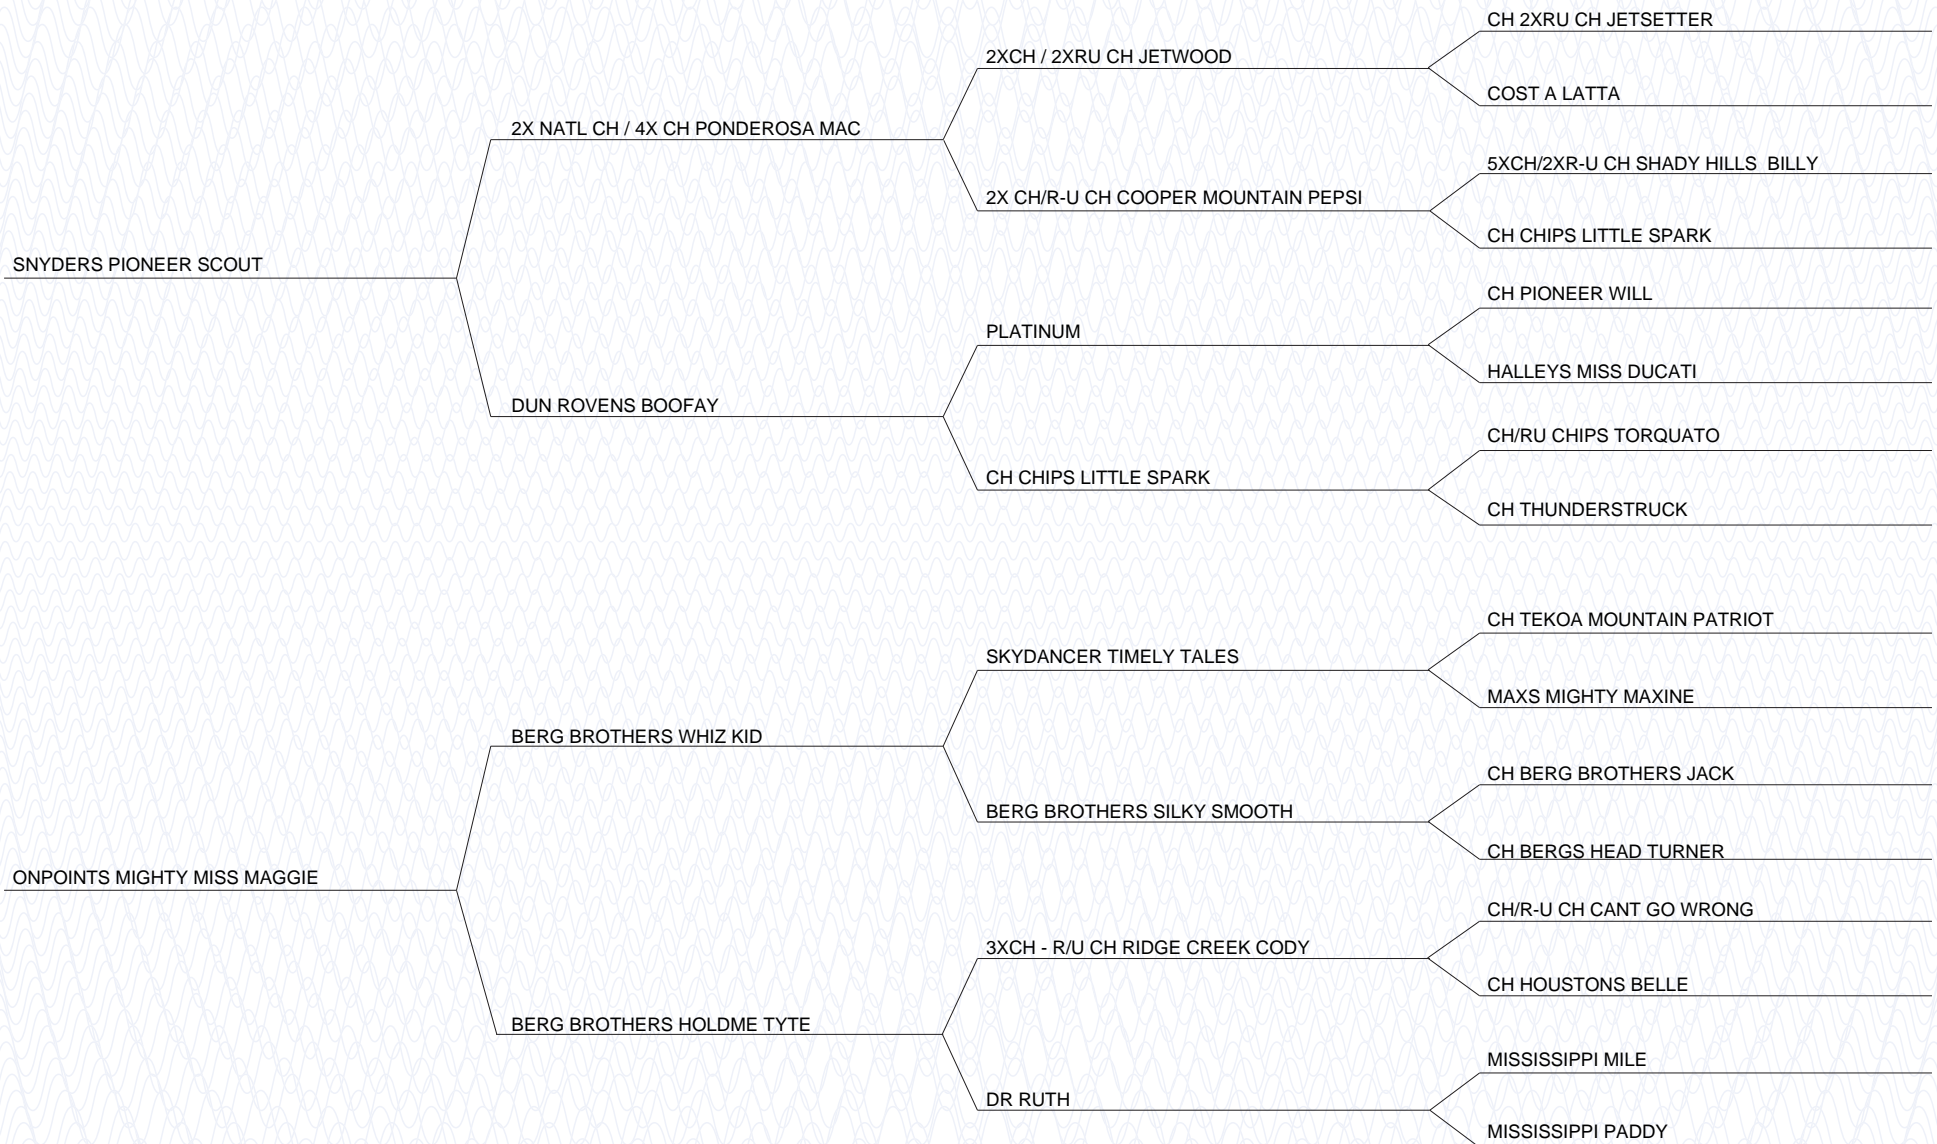 CH 2XRU CH JETSETTER
2XCH / 2XRU CH JETWOOD
COST A LATTA
2X NATL CH / 4X CH PONDEROSA MAC
5XCH/2XR-U CH SHADY HILLS  BILLY
2X CH/R-U CH COOPER MOUNTAIN PEPSI
CH CHIPS LITTLE SPARK
SNYDERS PIONEER SCOUT
CH PIONEER WILL
PLATINUM
HALLEYS MISS DUCATI
DUN ROVENS BOOFAY
CH/RU CHIPS TORQUATO
CH CHIPS LITTLE SPARK
CH THUNDERSTRUCK
CH TEKOA MOUNTAIN PATRIOT
SKYDANCER TIMELY TALES
MAXS MIGHTY MAXINE
BERG BROTHERS WHIZ KID
CH BERG BROTHERS JACK
BERG BROTHERS SILKY SMOOTH
CH BERGS HEAD TURNER
ONPOINTS MIGHTY MISS MAGGIE
CH/R-U CH CANT GO WRONG
3XCH - R/U CH RIDGE CREEK CODY
CH HOUSTONS BELLE
BERG BROTHERS HOLDME TYTE
MISSISSIPPI MILE
DR RUTH
MISSISSIPPI PADDY